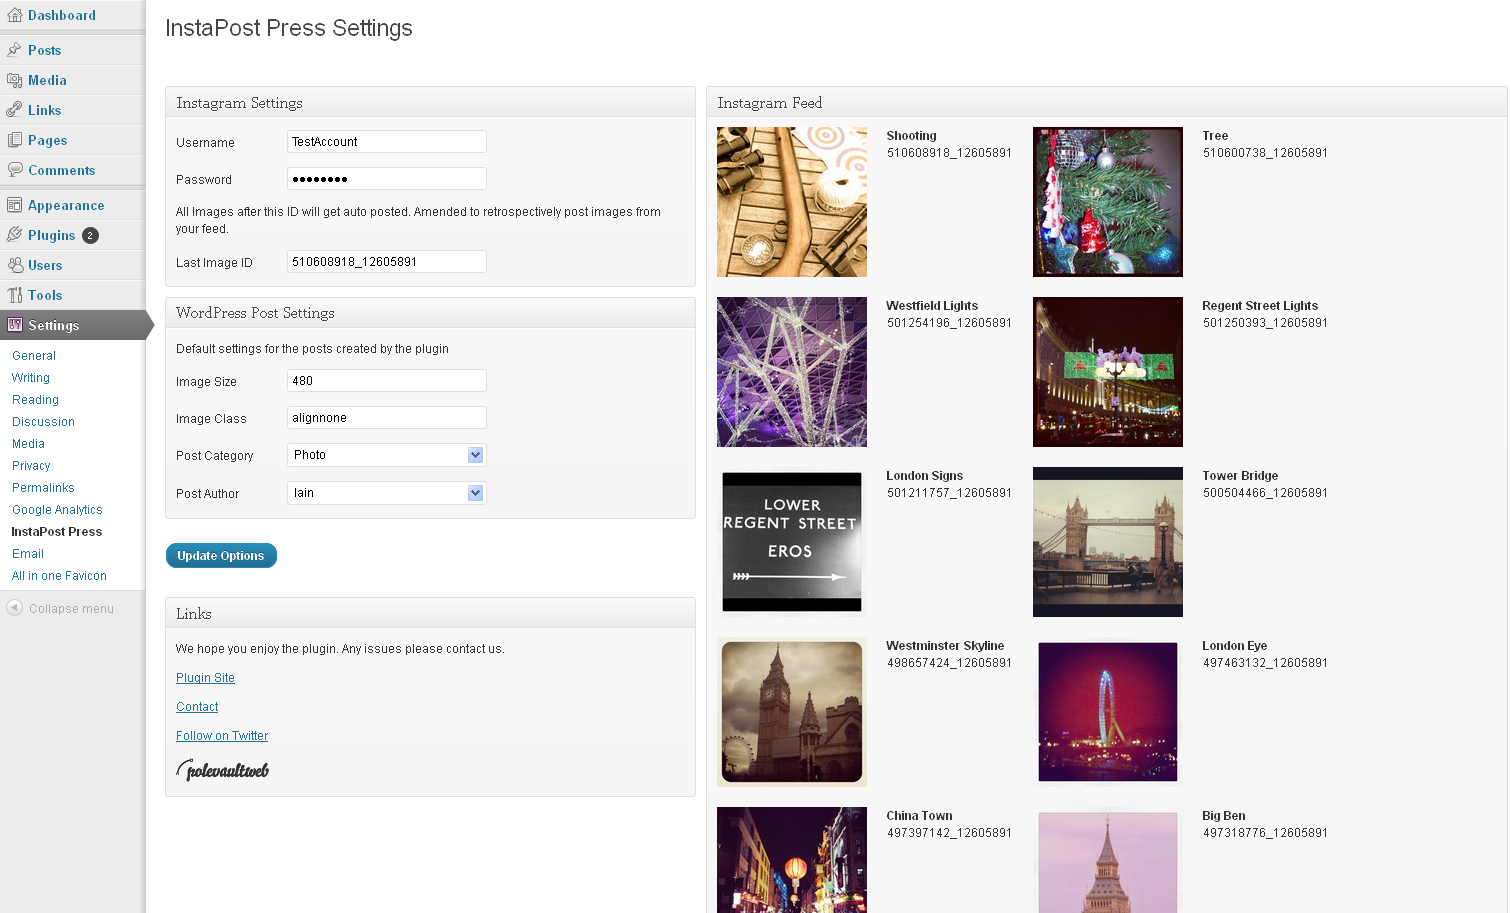 Dashboard
Posts
Media
Links
Pages
Comments
Appearance
Plugins 2
Users
Tools
Settings
General
Writing
Reading
Discussion
Media
Privacy
Permalinks
Google Analytics
InstaPost Press
Email
All in one Favicon
Collapse menu
InstaPost Press Settings
Instagram Settings
Username TestAccount
Password ●●●●●●●●
All Images after this ID will get auto posted. Amended to retrospectively post images from
your feed.
Last Image ID 510608918_12605891
WordPress Post Settings
Default settings for the posts created by the plugin
Image Size 480
Image Class alignnone
Post Category Photo
Post Author Iain
Update Options
Links
We hope you enjoy the plugin. Any issues please contact us.
Plugin Site
Contact
Follow on Twitter
polevaultweb
Instagram Feed
Shooting
510608918_12605891
Tree
510600738_12605891
Westfield Lights
501254196_12605891
Regent Street Lights
501250393_12605891
LOWER
REGENT STREET
EROS
London Signs
501211757_12605891
Tower Bridge
500504466_12605891
Westminster Skyline
498657424_12605891
London Eye
497463132_12605891
China Town
497397142_12605891
Big Ben
497318776_12605891